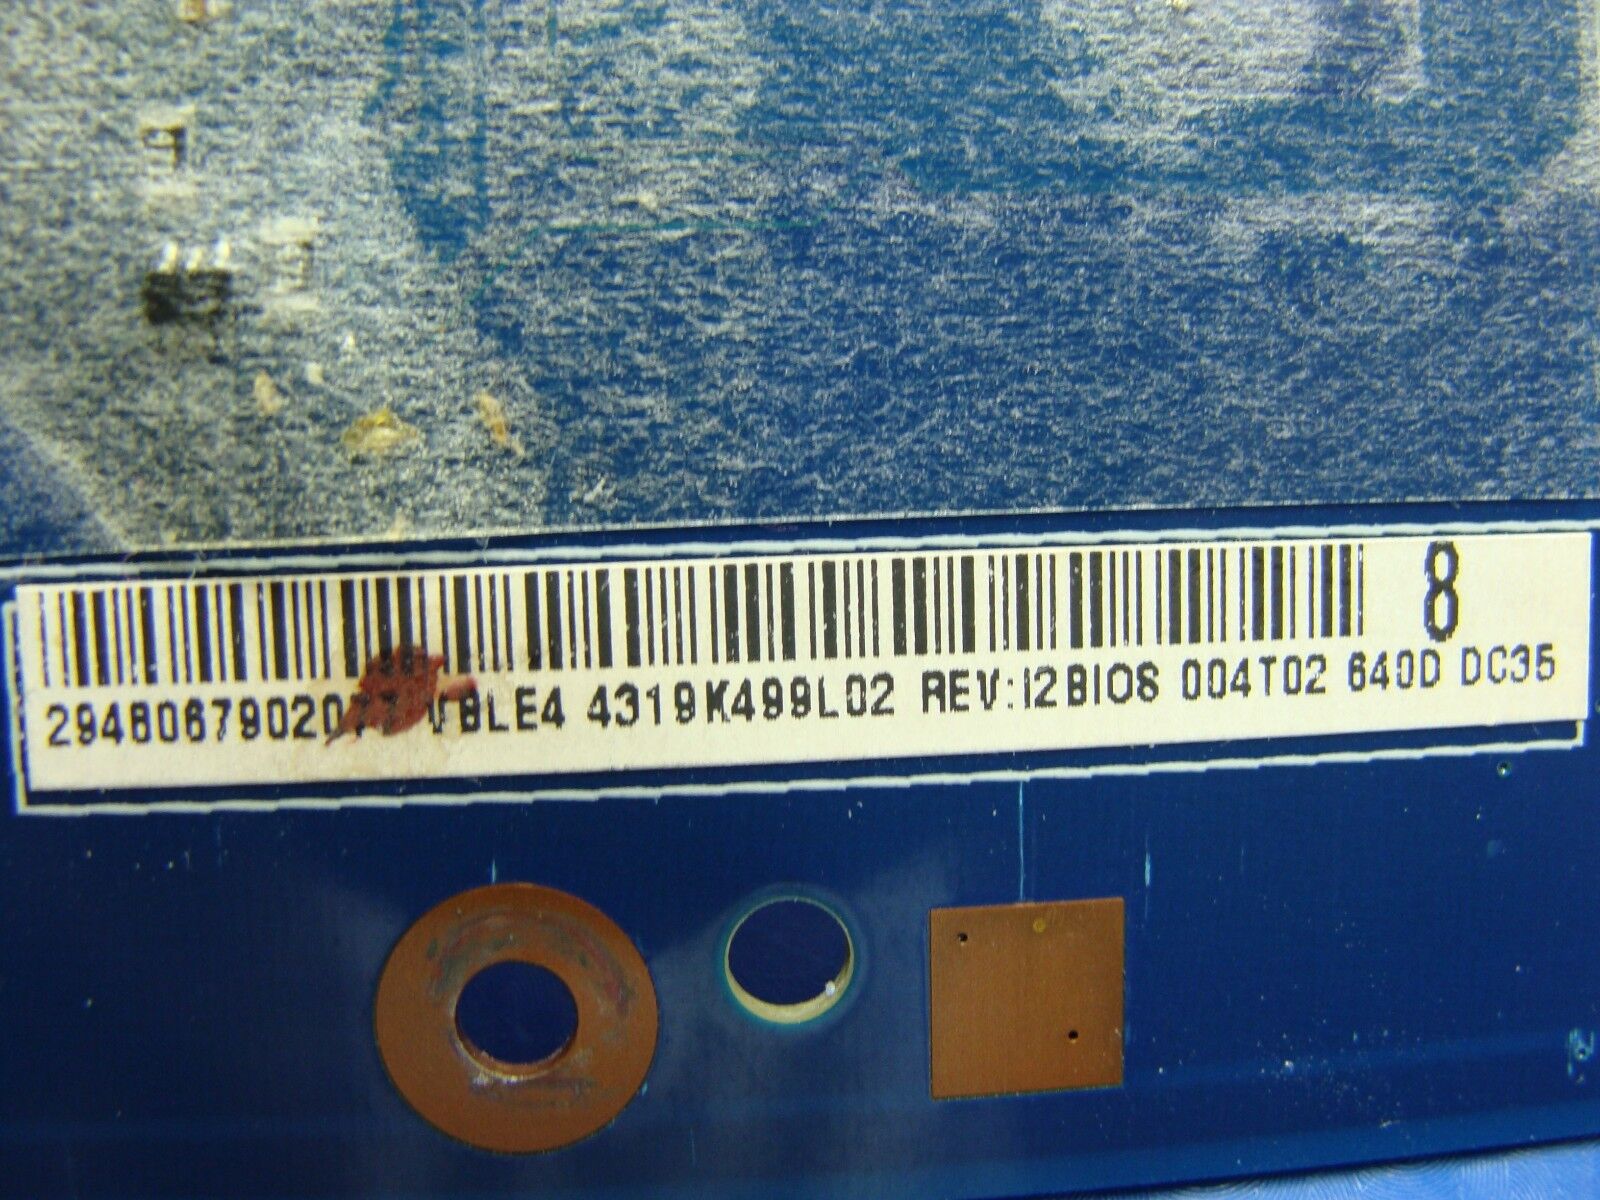 8
VBLE4 4319K499L02 REV:I2BIOS 004T02 640D DC35